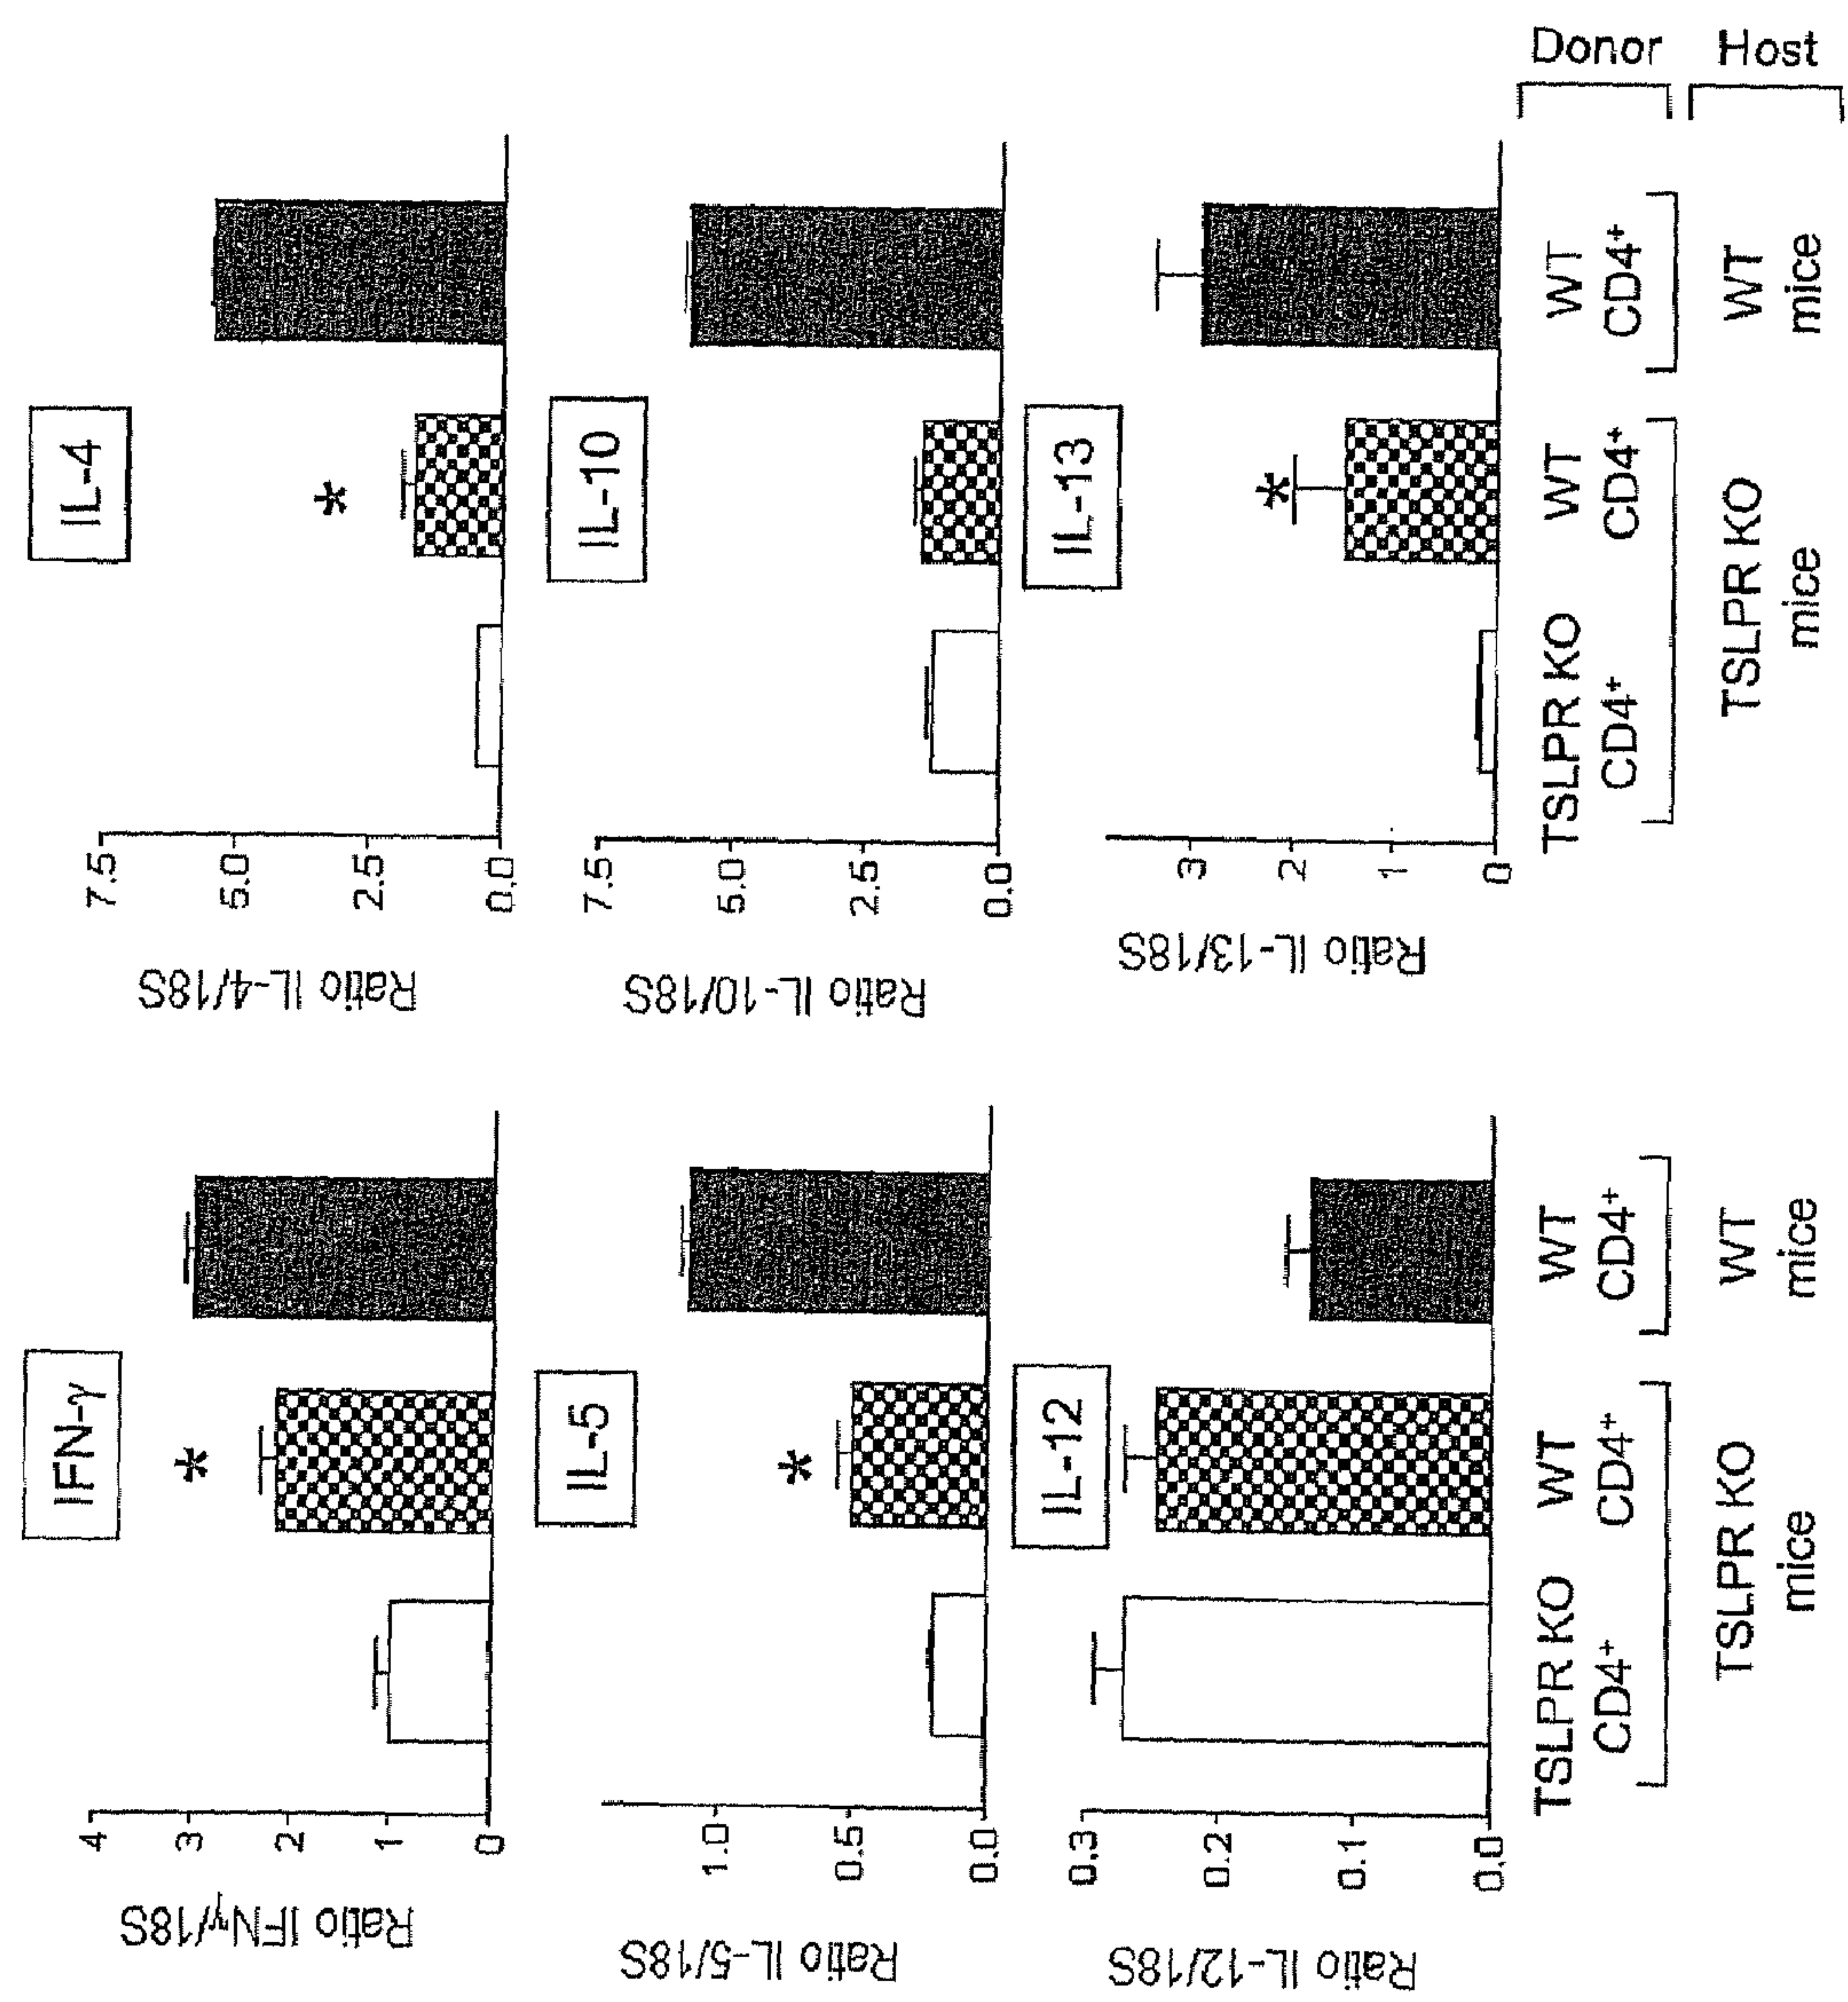 IFN-γ
Ratio IFNγ/18S
4
3
2
1
0
*
IL-4
Ratio IL-4/18S
7.5
5.0
2.5
0.0
*
IL-5
Ratio IL-5/18S
1.0
0.5
0.0
*
IL-10
Ratio IL-10/18S
7.5
5.0
2.5
0.0
IL-12
Ratio IL-12/18S
0.3
0.2
0.1
0.0
IL-13
Ratio IL-13/18S
3
2
1
0
*
TSLPR KO
CD4+
WT
CD4+
WT
CD4+
TSLPR KO
CD4+
WT
CD4+
WT
CD4+
Donor
TSLPR KO
mice
WT
mice
TSLPR KO
mice
WT
mice
Host